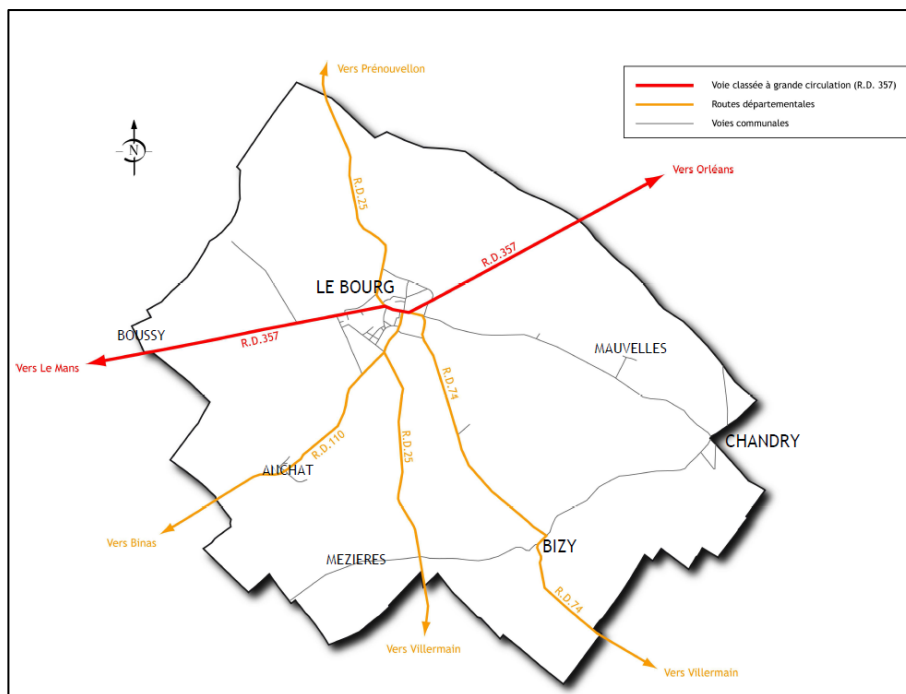 Vers Prénouvellon
Voie classée à grande circulation (R.D. 357)
Routes départementales
Voies communales
N
Vers Orléans
R.D.25
R.D.357
LE BOURG
BOUSSY
R.D.357
MAUVELLES
Vers Le Mans
R.D.74
CHANDRY
R.D.110
R.D.25
AUCHAT
Vers Binas
BIZY
MEZIERES
R.D.74
Vers Villermain
Vers Villermain